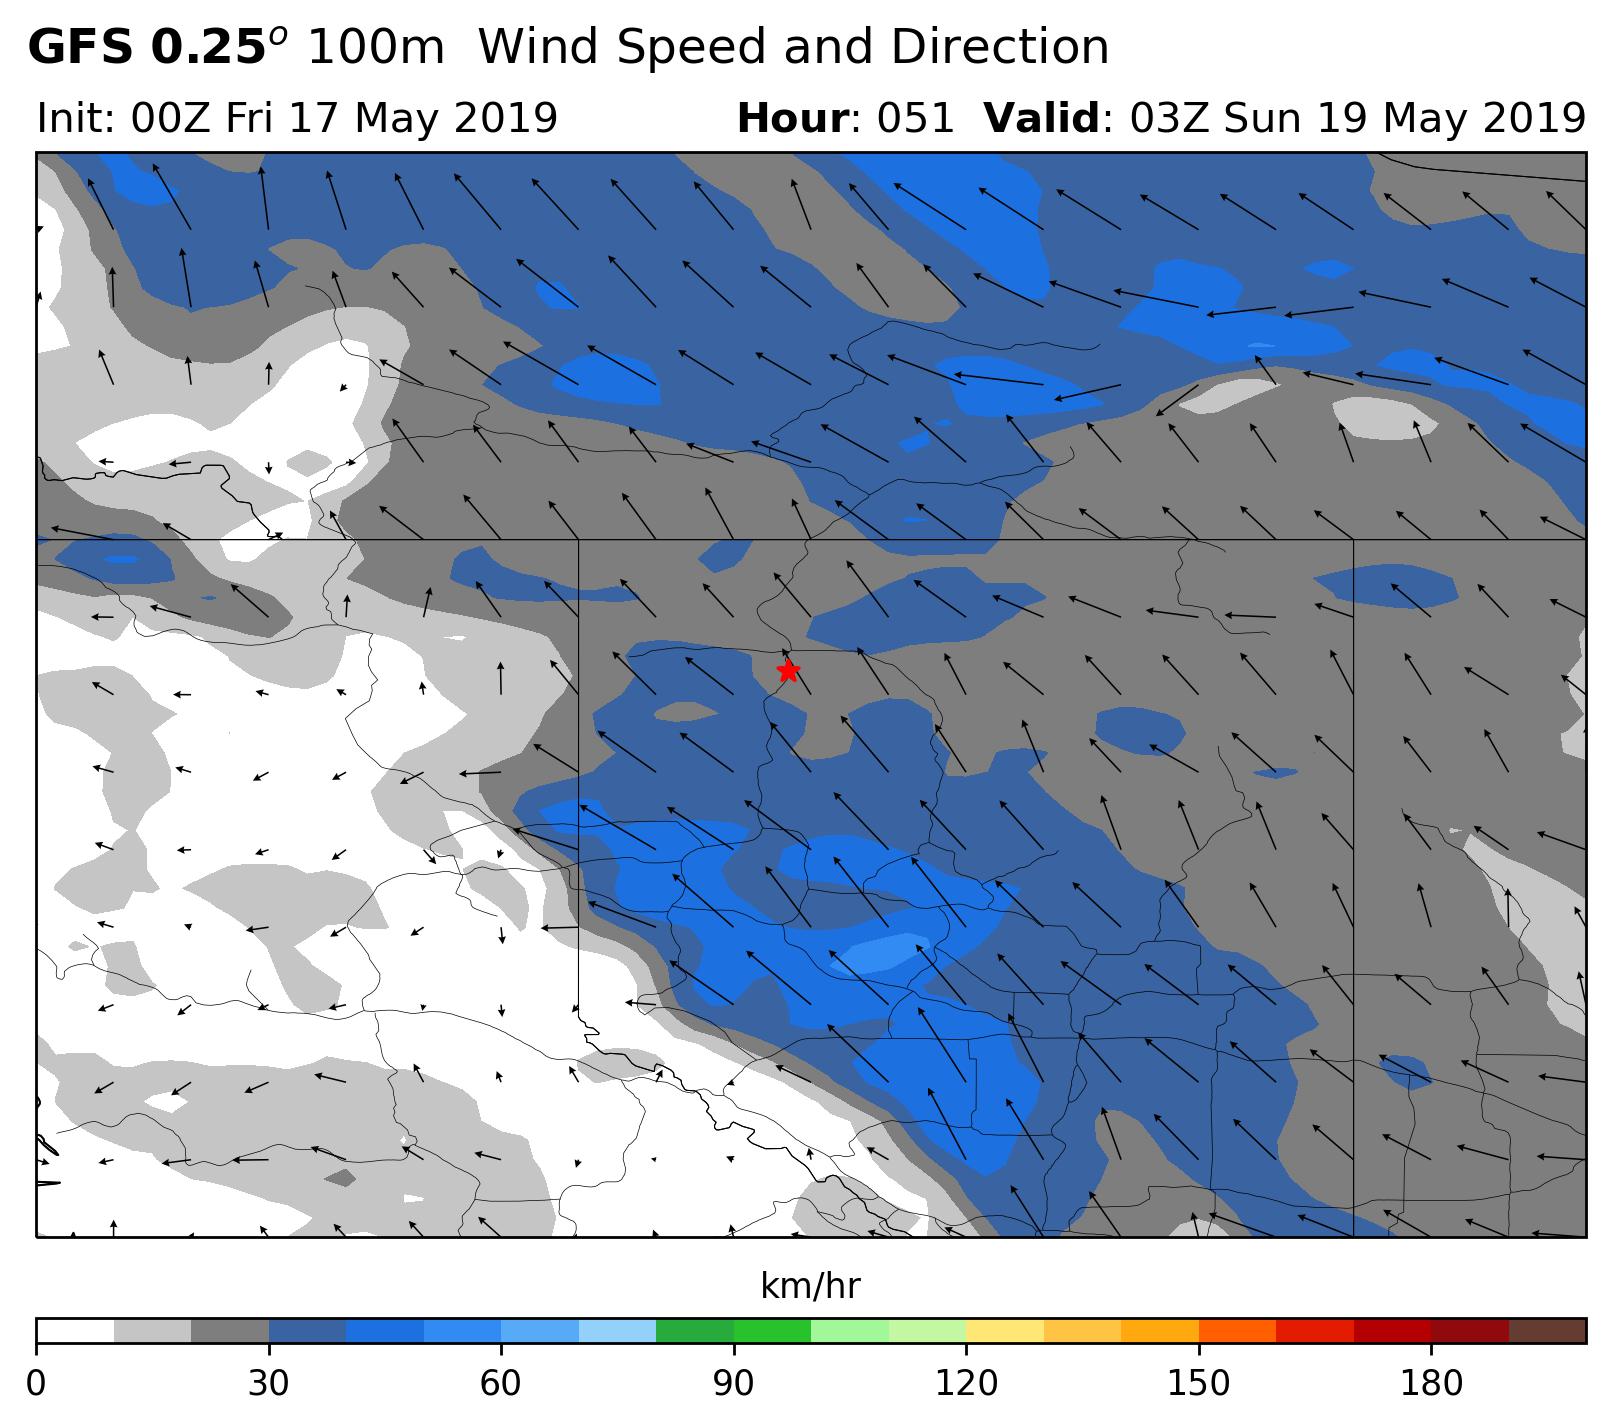 GFS 0.25° 100m Wind Speed and Direction
Init: 00Z Fri 17 May 2019 Hour: 051 Valid: 03Z Sun 19 May 2019
km/hr
0 30 60 90 120 150 180